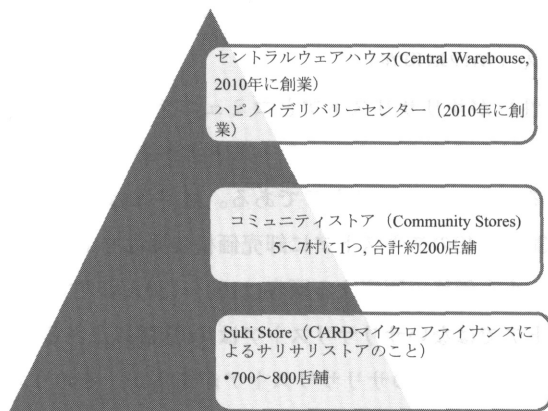 セントラルウェアハウス(Central Warehouse,
2010年に創業）
ハピノイデリバリーセンター（2010年に創
業）
コミュニティストア（Community Stores)
5〜7村に1つ, 合計約200店舗
Suki Store（CARDマイクロファイナンスに
よるサリサリストアのこと）
•700〜800店舗